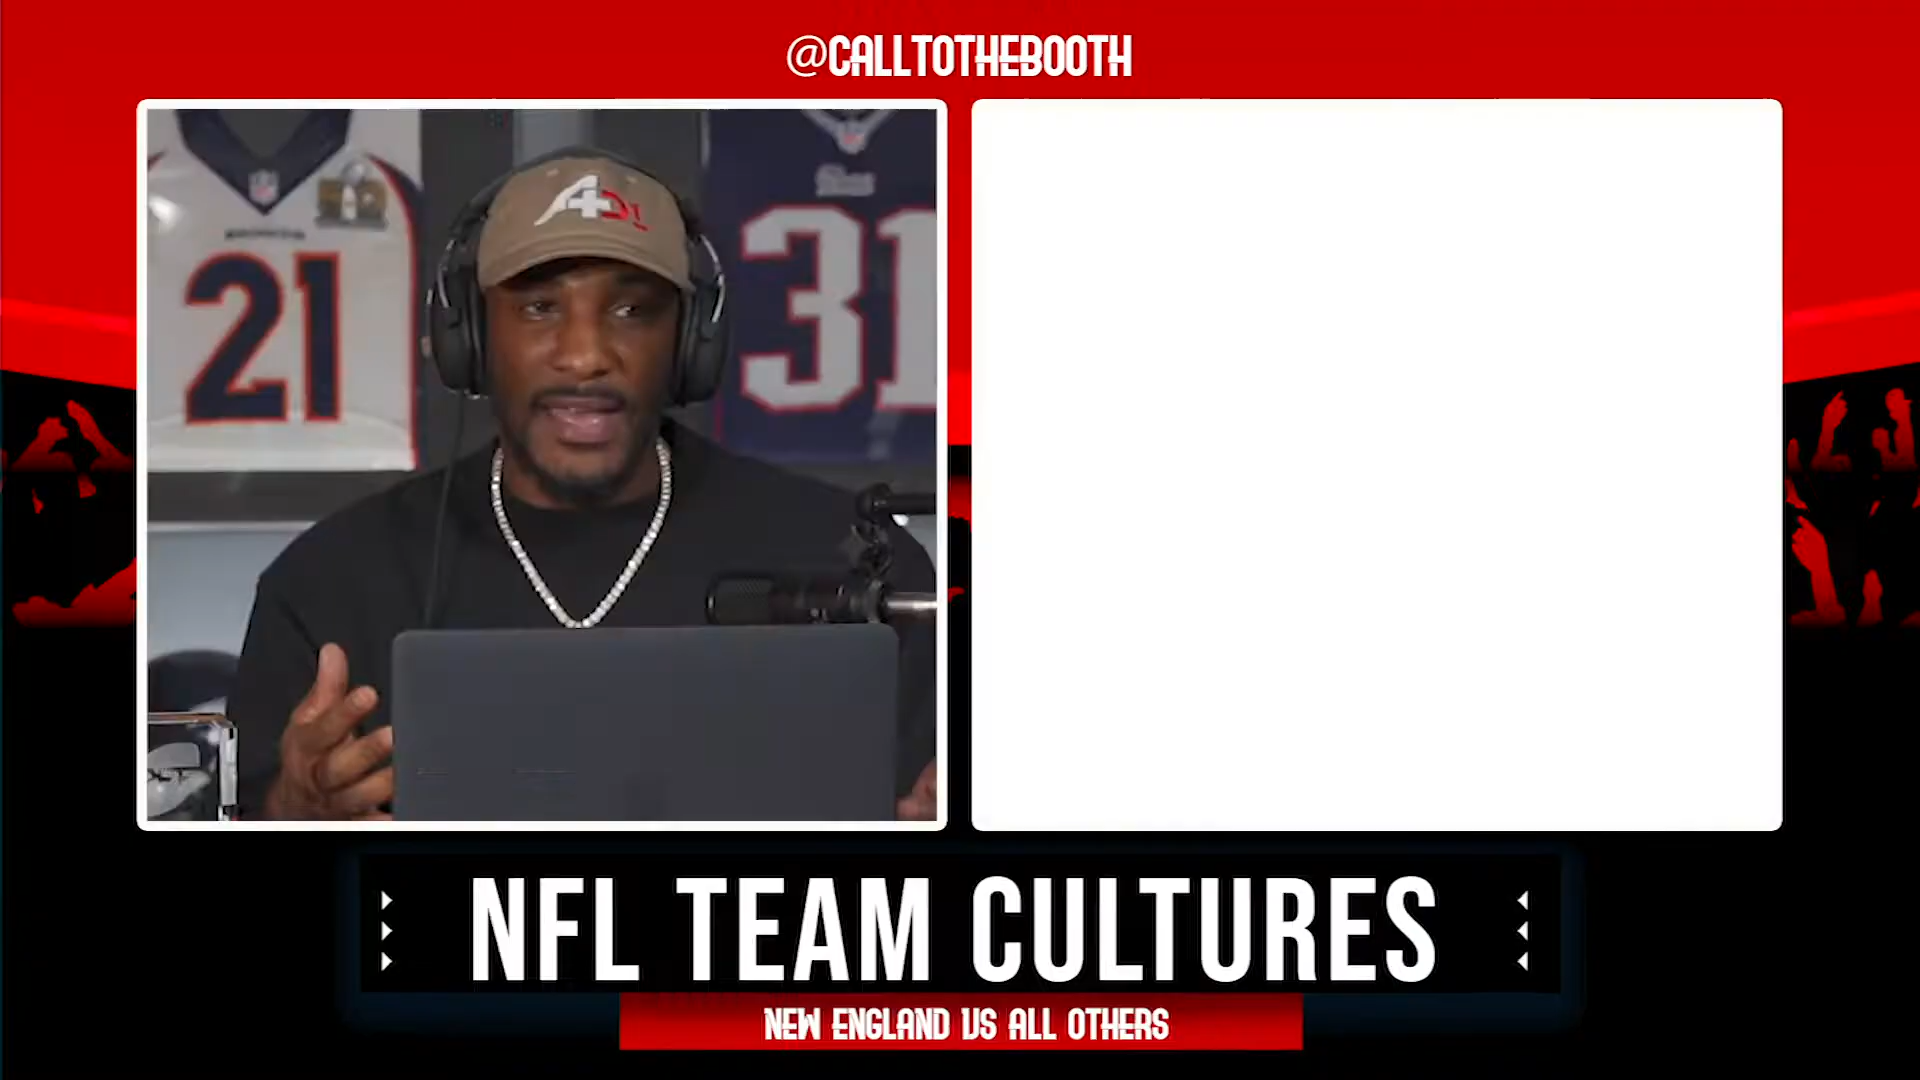 @CALLTOTHEBOOTH
21
31
NFL TEAM CULTURES
NEW ENGLAND VS ALL OTHERS